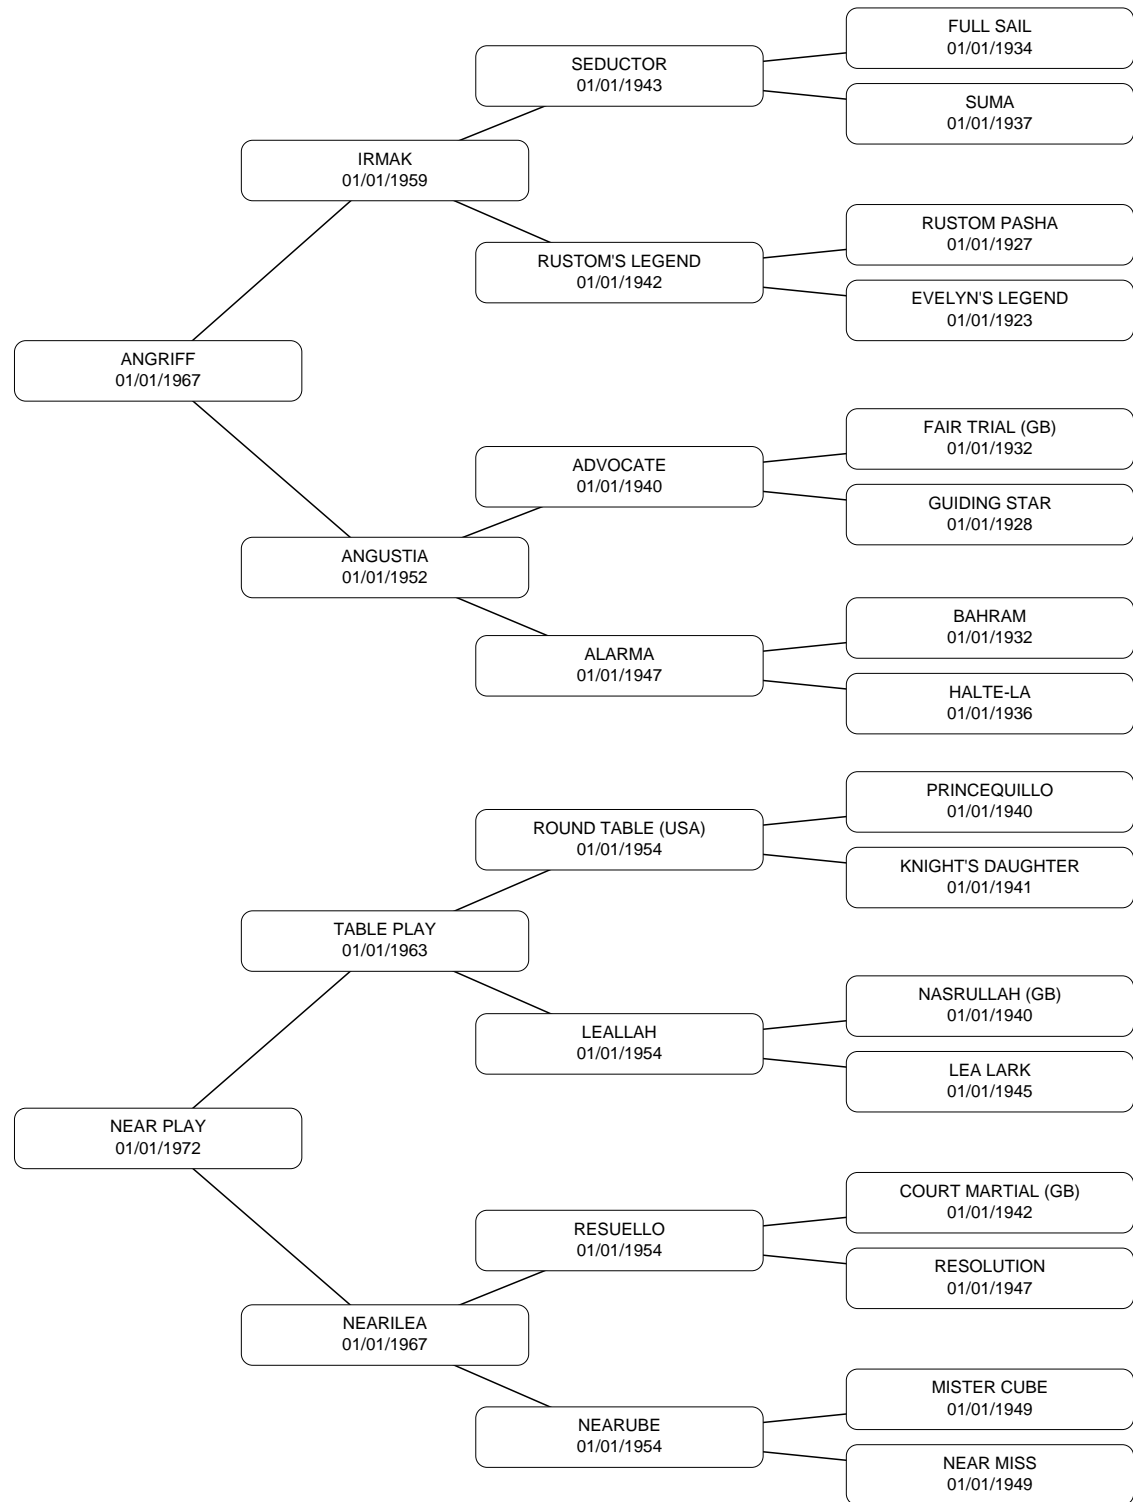 FULL SAIL
01/01/1934
SEDUCTOR
01/01/1943
SUMA
01/01/1937
IRMAK
01/01/1959
RUSTOM PASHA
01/01/1927
RUSTOM'S LEGEND
01/01/1942
EVELYN'S LEGEND
01/01/1923
ANGRIFF
01/01/1967
FAIR TRIAL (GB)
01/01/1932
ADVOCATE
01/01/1940
GUIDING STAR
01/01/1928
ANGUSTIA
01/01/1952
BAHRAM
01/01/1932
ALARMA
01/01/1947
HALTE-LA
01/01/1936
PRINCEQUILLO
01/01/1940
ROUND TABLE (USA)
01/01/1954
KNIGHT'S DAUGHTER
01/01/1941
TABLE PLAY
01/01/1963
NASRULLAH (GB)
01/01/1940
LEALLAH
01/01/1954
LEA LARK
01/01/1945
NEAR PLAY
01/01/1972
COURT MARTIAL (GB)
01/01/1942
RESUELLO
01/01/1954
RESOLUTION
01/01/1947
NEARILEA
01/01/1967
MISTER CUBE
01/01/1949
NEARUBE
01/01/1954
NEAR MISS
01/01/1949